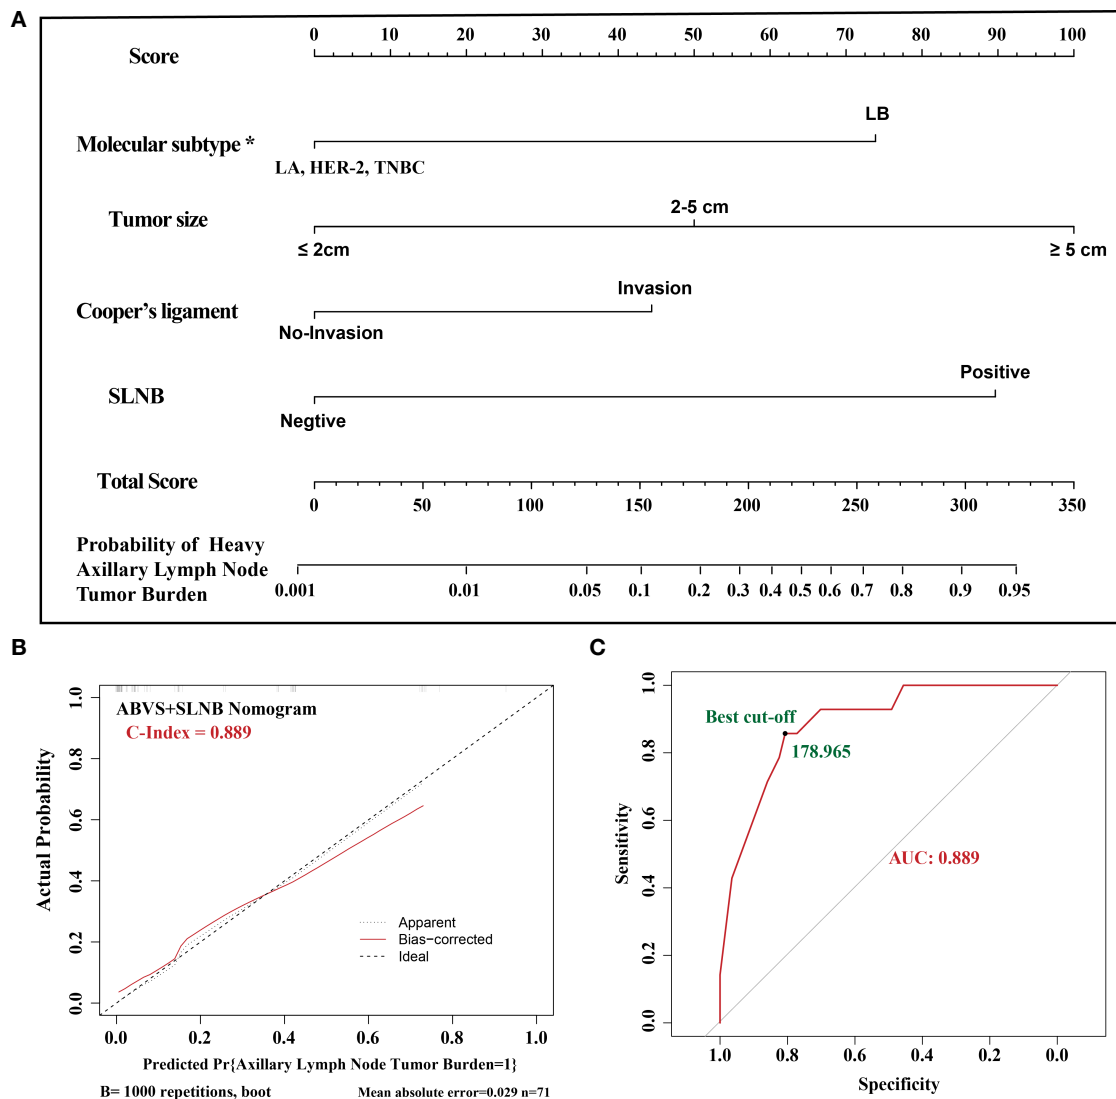 A
Score
0 10 20 30 40 50 60 70 80 90 100
LB
Molecular subtype *
LA, HER-2, TNBC
2-5 cm
Tumor size
≤ 2cm
≥ 5 cm
Invasion
Cooper's ligament
No-Invasion
Positive
SLNB
Negtive
Total Score
0 50 100 150 200 250 300 350
Probability of Heavy
Axillary Lymph Node
Tumor Burden
0.001 0.01 0.05 0.1 0.2 0.3 0.4 0.5 0.6 0.7 0.8 0.9 0.95
B
ABVS+SLNB Nomogram
C-Index = 0.889
Actual Probability
1.0
0.8
0.6
0.4
0.2
0.0
Apparent
Bias-corrected
Ideal
0.0 0.2 0.4 0.6 0.8 1.0
Predicted Pr{Axillary Lymph Node Tumor Burden=1}
B= 1000 repetitions, boot
Mean absolute error=0.029 n=71
C
Best cut-off
178.965
AUC: 0.889
Sensitivity
1.0
0.8
0.6
0.4
0.2
0.0
1.0 0.8 0.6 0.4 0.2 0.0
Specificity